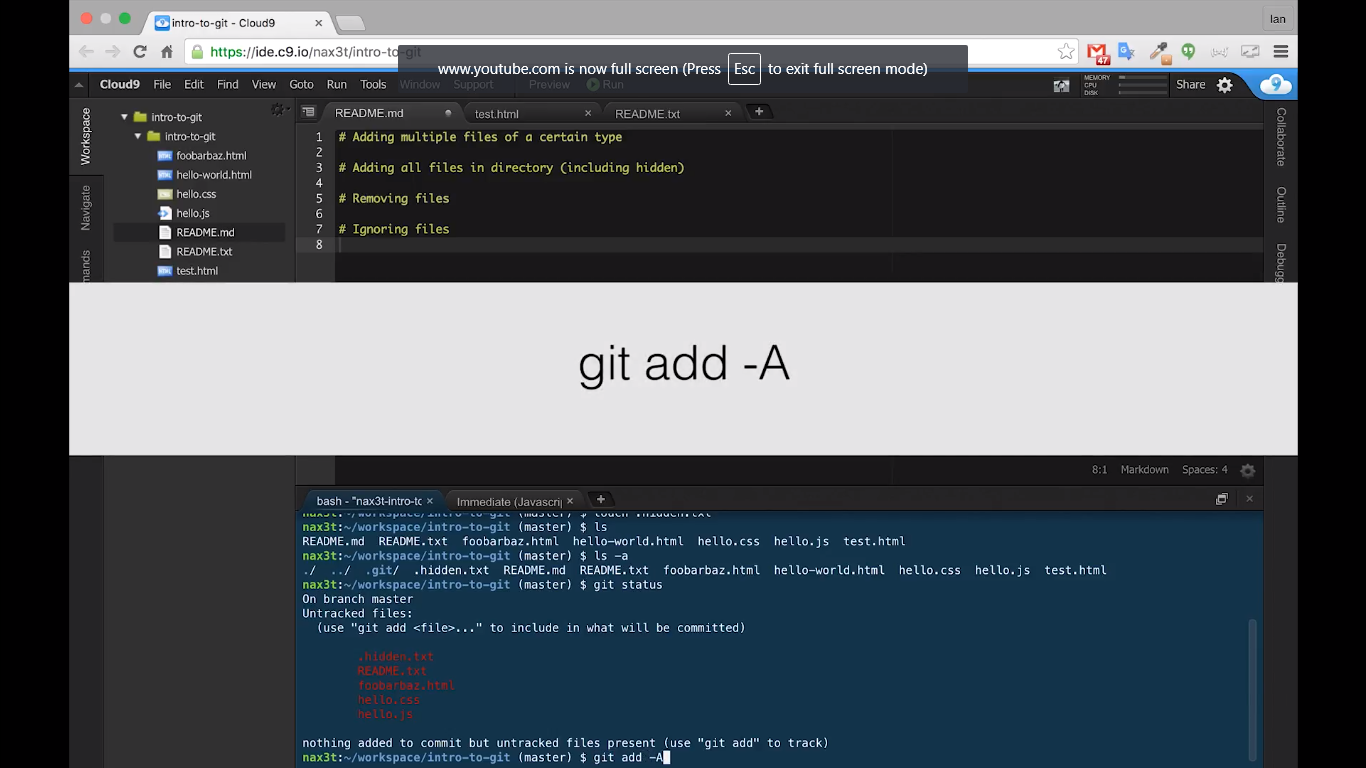 intro-to-git - Cloud9
Ian
https://ide.c9.io/nax3t/intro-to-git
www.youtube.com is now full screen (Press Esc to exit full screen mode)
47
Cloud9 File Edit Find View Goto Run Tools Window Support Preview Run
MEMORY
CPU
DISK
Share
Workspace
Navigate
mands
intro-to-git
intro-to-git
foobarbaz.html
hello-world.html
hello.css
hello.js
README.md
README.txt
test.html
README.md test.html README.txt
1 # Adding multiple files of a certain type
2
3 # Adding all files in directory (including hidden)
4
5 # Removing files
6
7 # Ignoring files
8
Collaborate
Outline
Debugg
git add -A
8:1 Markdown Spaces: 4
bash - "nax3t-intro-to Immediate (Javascrip
nax3t:~/workspace/intro-to-git (master) $ touch .hidden.txt
nax3t:~/workspace/intro-to-git (master) $ ls
README.md README.txt foobarbaz.html hello-world.html hello.css hello.js test.html
nax3t:~/workspace/intro-to-git (master) $ ls -a
./ ../ .git/ .hidden.txt README.md README.txt foobarbaz.html hello-world.html hello.css hello.js test.html
nax3t:~/workspace/intro-to-git (master) $ git status
On branch master
Untracked files:
(use "git add <file>..." to include in what will be committed)
.hidden.txt
README.txt
foobarbaz.html
hello.css
hello.js
nothing added to commit but untracked files present (use "git add" to track)
nax3t:~/workspace/intro-to-git (master) $ git add -A